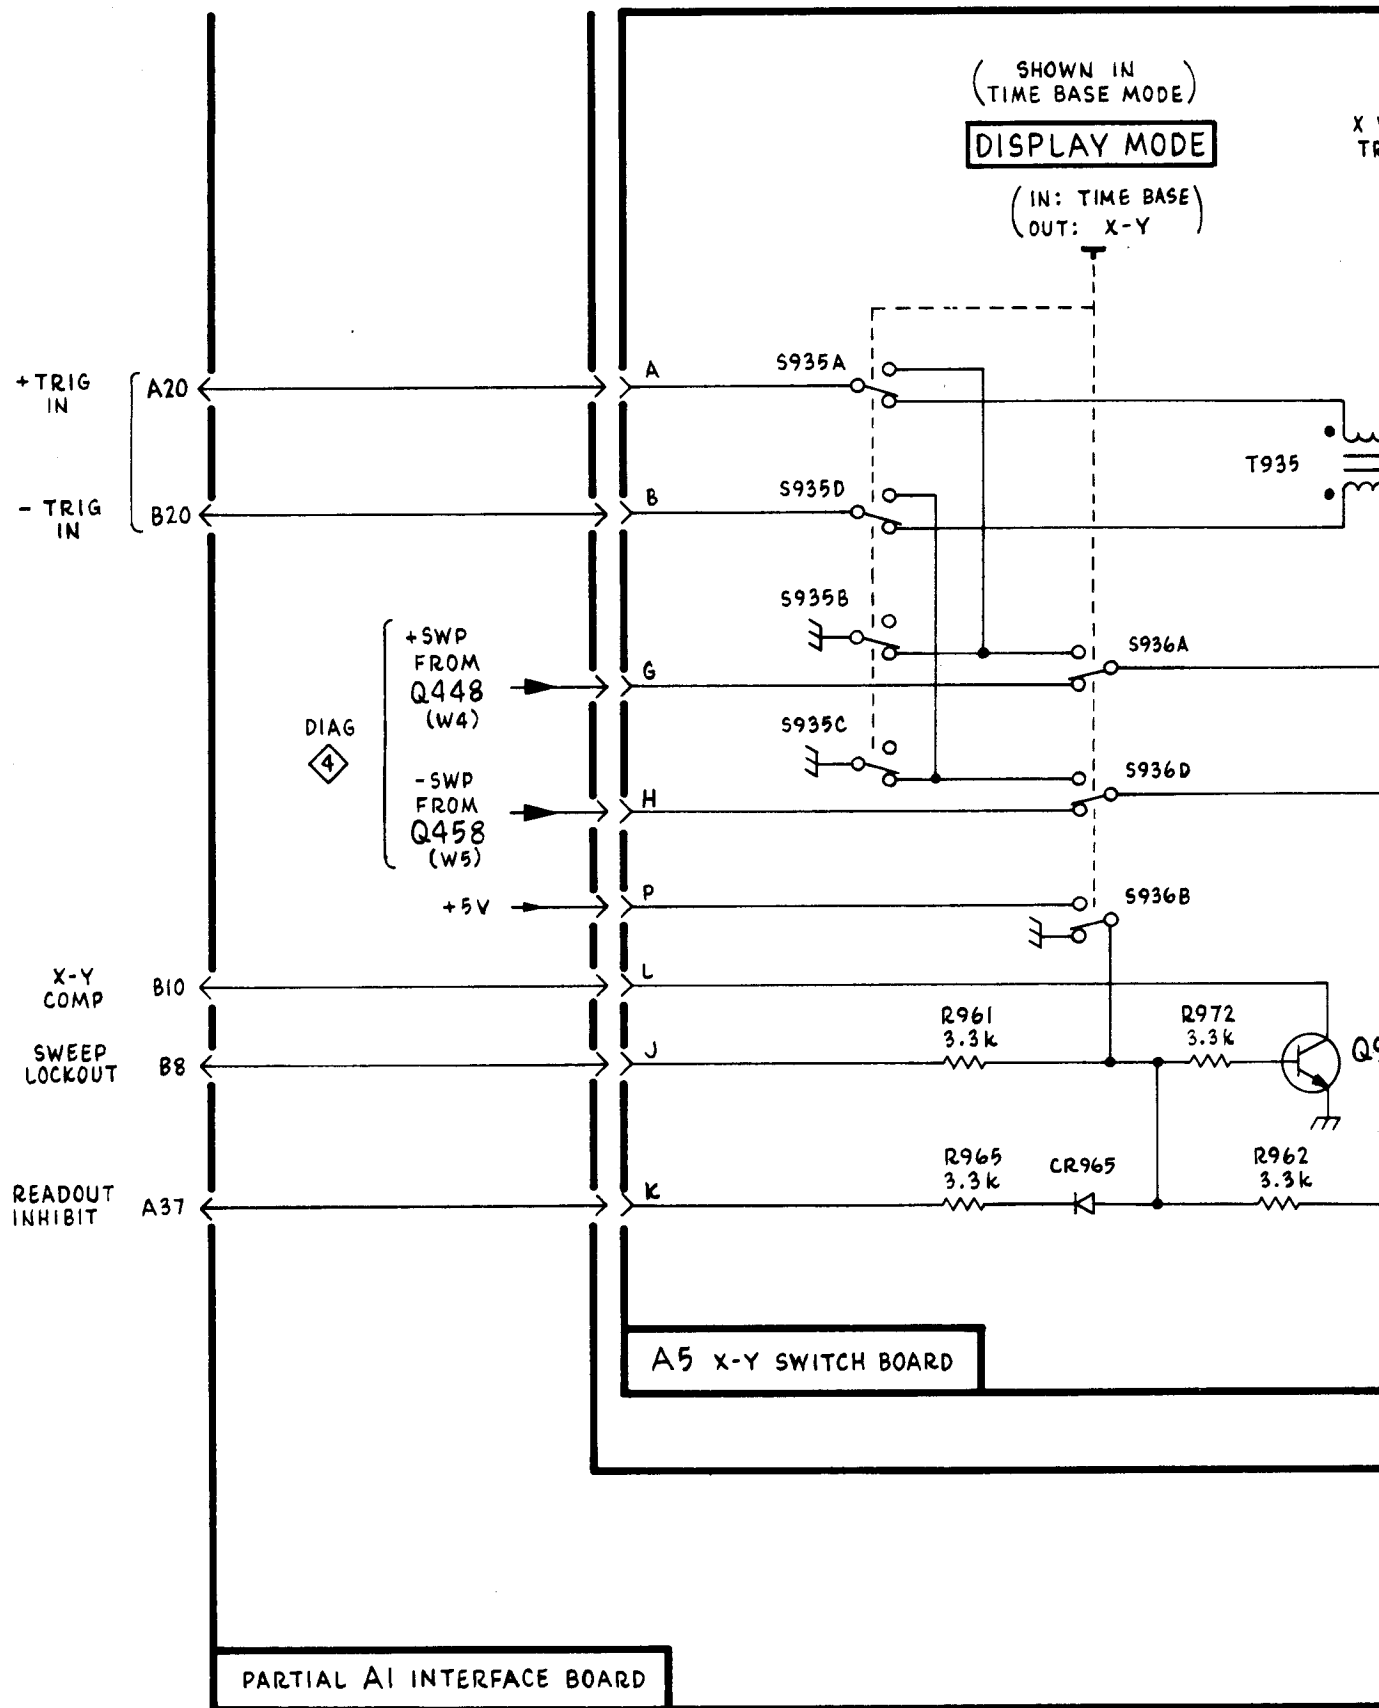 (SHOWN IN
TIME BASE MODE)
DISPLAY MODE
(IN: TIME BASE
OUT: X-Y)
X
+TRIG
IN
A20
A
S935A
T935
- TRIG
IN
B20
B
S935D
S935B
+SWP
FROM
Q448
(W4)
G
S936A
DIAG
4
S935C
-SWP
FROM
Q458
(W5)
H
S936D
+5V
P
S936B
X-Y
COMP
B10
L
R961
3.3k
R972
3.3k
SWEEP
LOCKOUT
B8
J
READOUT
INHIBIT
A37
K
R965
3.3k
CR965
R962
3.3k
A5 X-Y SWITCH BOARD
PARTIAL A1 INTERFACE BOARD